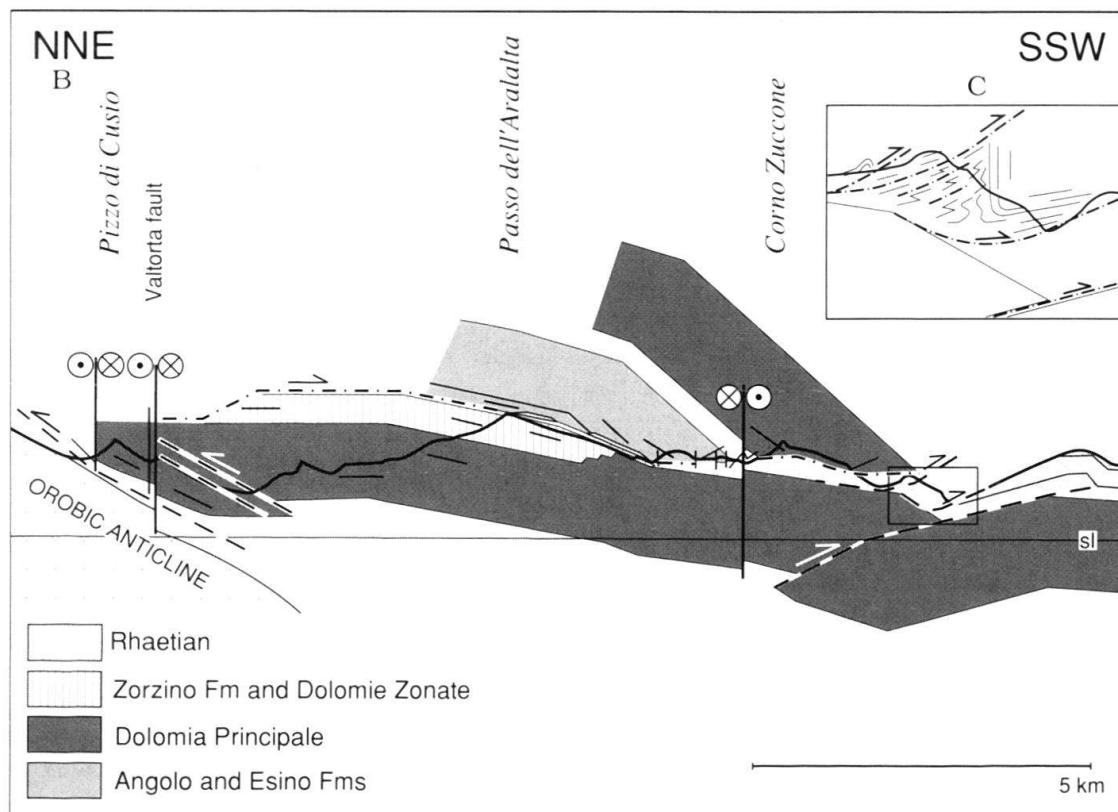 NNE
SSW
B
C
Pizzo di Cusio
Valtorta fault
Passo dell'Aralalta
Corno Zuccone
OROBIC ANTICLINE
sl
Rhaetian
Zorzino Fm and Dolomie Zonate
Dolomia Principale
Angolo and Esino Fms
5 km